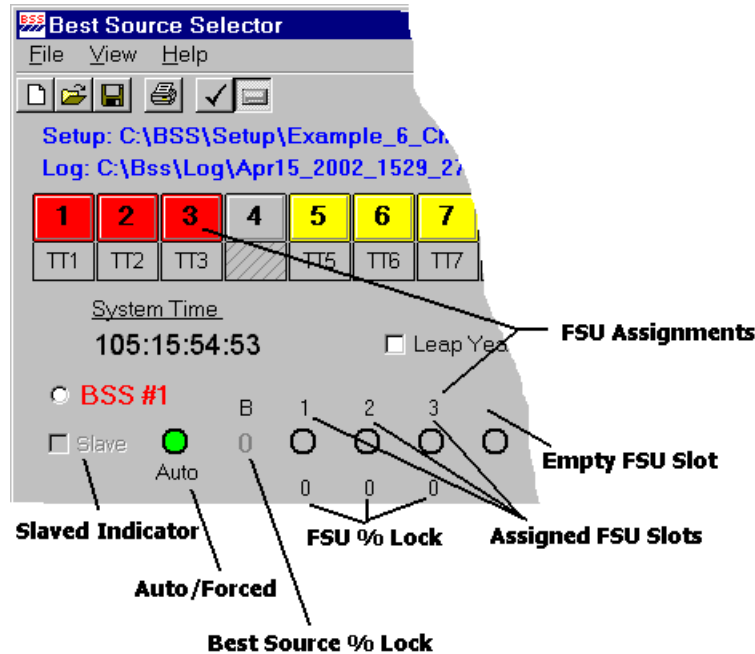 BSS Best Source Selector
File View Help
Setup: C:\BSS\Setup\Example_6_Ch
Log: C:\Bss\Log\Apr15_2002_1529_27
1 2 3 4 5 6 7
TT1 TT2 TT3 TT5 TT6 TT7
System Time
105:15:54:53
Leap Yea
FSU Assignments
BSS #1
B 1 2 3
Slave 0
Auto
Empty FSU Slot
0 0 0
Slaved Indicator
FSU % Lock
Assigned FSU Slots
Auto/Forced
Best Source % Lock